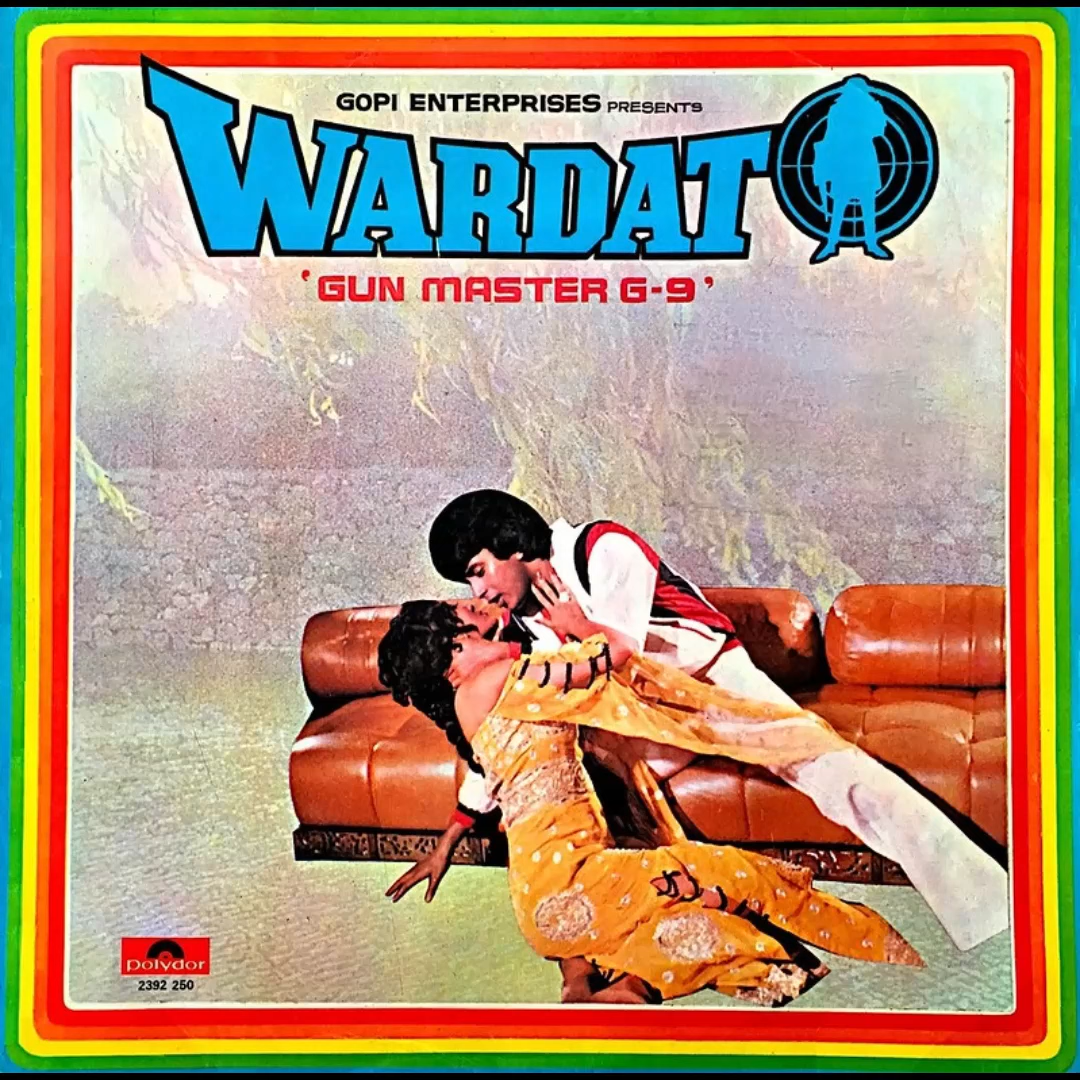 GOPI ENTERPRISES PRESENTS
WARDAT
'GUN MASTER G-9'
polydor
2392 250